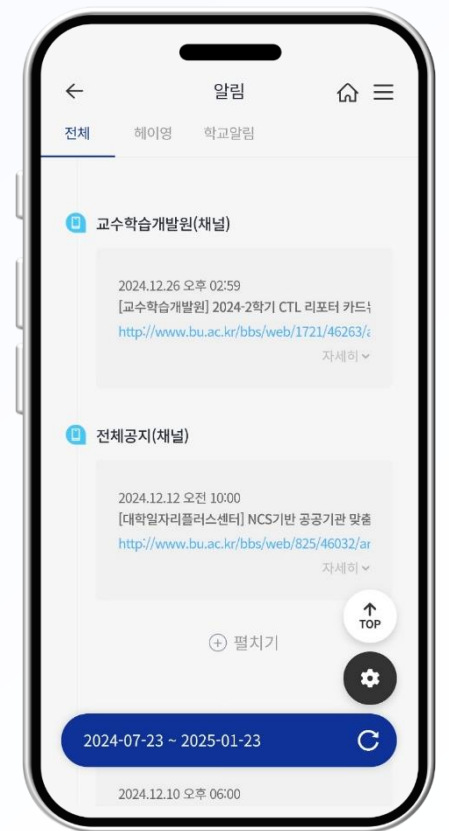 알림
전체 헤이영 학교알림
교수학습개발원(채널)
2024.12.26 오후 02:59
[교수학습개발원] 2024-2학기 CTL 리포터 카드
http://www.bu.ac.kr/bbs/web/1721/46263/a
자세히
전체공지(채널)
2024.12.12 오전 10:00
[대학일자리플러스센터] NCS기반 공공기관 맞춤
http://www.bu.ac.kr/bbs/web/825/46032/ar
자세히
TOP
펼치기
2024-07-23 ~ 2025-01-23
2024.12.10 오후 06:00